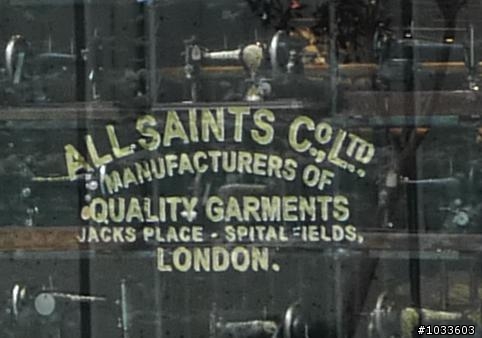 ALLSAINTS Co., LTD.
MANUFACTURERS OF
QUALITY GARMENTS
JACKS PLACE - SPITALFIELDS,
LONDON.
#1033603